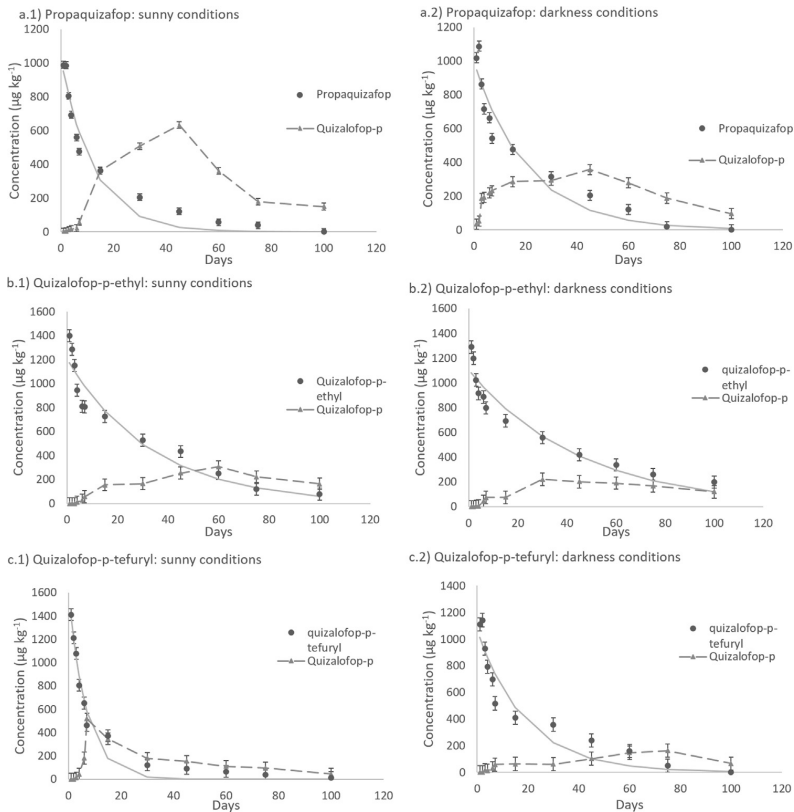 a.1) Propaquizafop: sunny conditions
1200
1000
800
600
400
200
0
0
20
40
60
80
100
120
Concentration (µg kg-1)
Days
Propaquizafop
Quizalofop-p
a.2) Propaquizafop: darkness conditions
1200
1000
800
600
400
200
0
0
20
40
60
80
100
120
Concentration (µg kg-1)
Days
Propaquizafop
Quizalofop-p
b.1) Quizalofop-p-ethyl: sunny conditions
1600
1400
1200
1000
800
600
400
200
0
0
20
40
60
80
100
120
Concentration (µg kg-1)
Days
Quizalofop-p-
ethyl
Quizalofop-p
b.2) Quizalofop-p-ethyl: darkness conditions
1600
1400
1200
1000
800
600
400
200
0
0
20
40
60
80
100
120
Concentration (µg kg-1)
Days
quizalofop-p-
ethyl
Quizalofop-p
c.1) Quizalofop-p-tefuryl: sunny conditions
1600
1400
1200
1000
800
600
400
200
0
0
20
40
60
80
100
120
Concentration (µg kg-1)
Days
quizalofop-p-
tefuryl
Quizalofop-p
c.2) Quizalofop-p-tefuryl: darkness conditions
1400
1200
1000
800
600
400
200
0
0
20
40
60
80
100
120
Concentration (µg kg-1)
Days
quizalofop-p-
tefuryl
Quizalofop-p